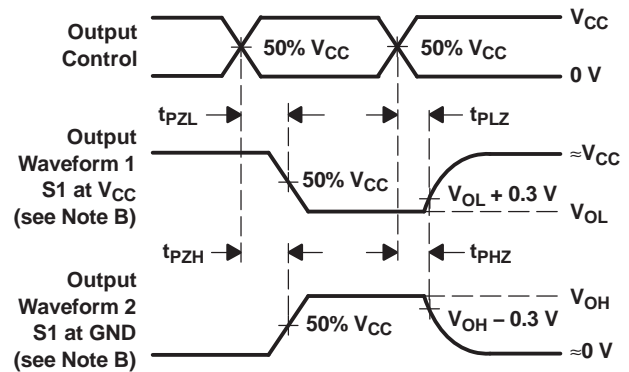 Output
Control
50% VCC
50% VCC
VCC
0 V
tPZL
tPLZ
Output
Waveform 1
S1 at VCC
(see Note B)
50% VCC
≈VCC
VOL + 0.3 V
VOL
tPZH
tPHZ
Output
Waveform 2
S1 at GND
(see Note B)
50% VCC
VOH
VOH – 0.3 V
≈0 V